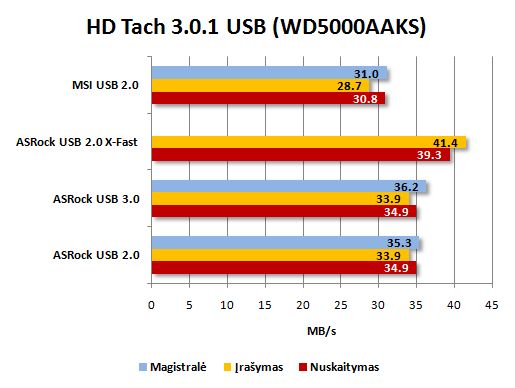 HD Tach 3.0.1 USB (WD5000AAKS)
MSI USB 2.0
31.0
28.7
30.8
ASRock USB 2.0 X-Fast
41.4
39.3
ASRock USB 3.0
36.2
33.9
34.9
ASRock USB 2.0
35.3
33.9
34.9
0 5 10 15 20 25 30 35 40 45
MB/s
Magistralė Įrašymas Nuskaitymas